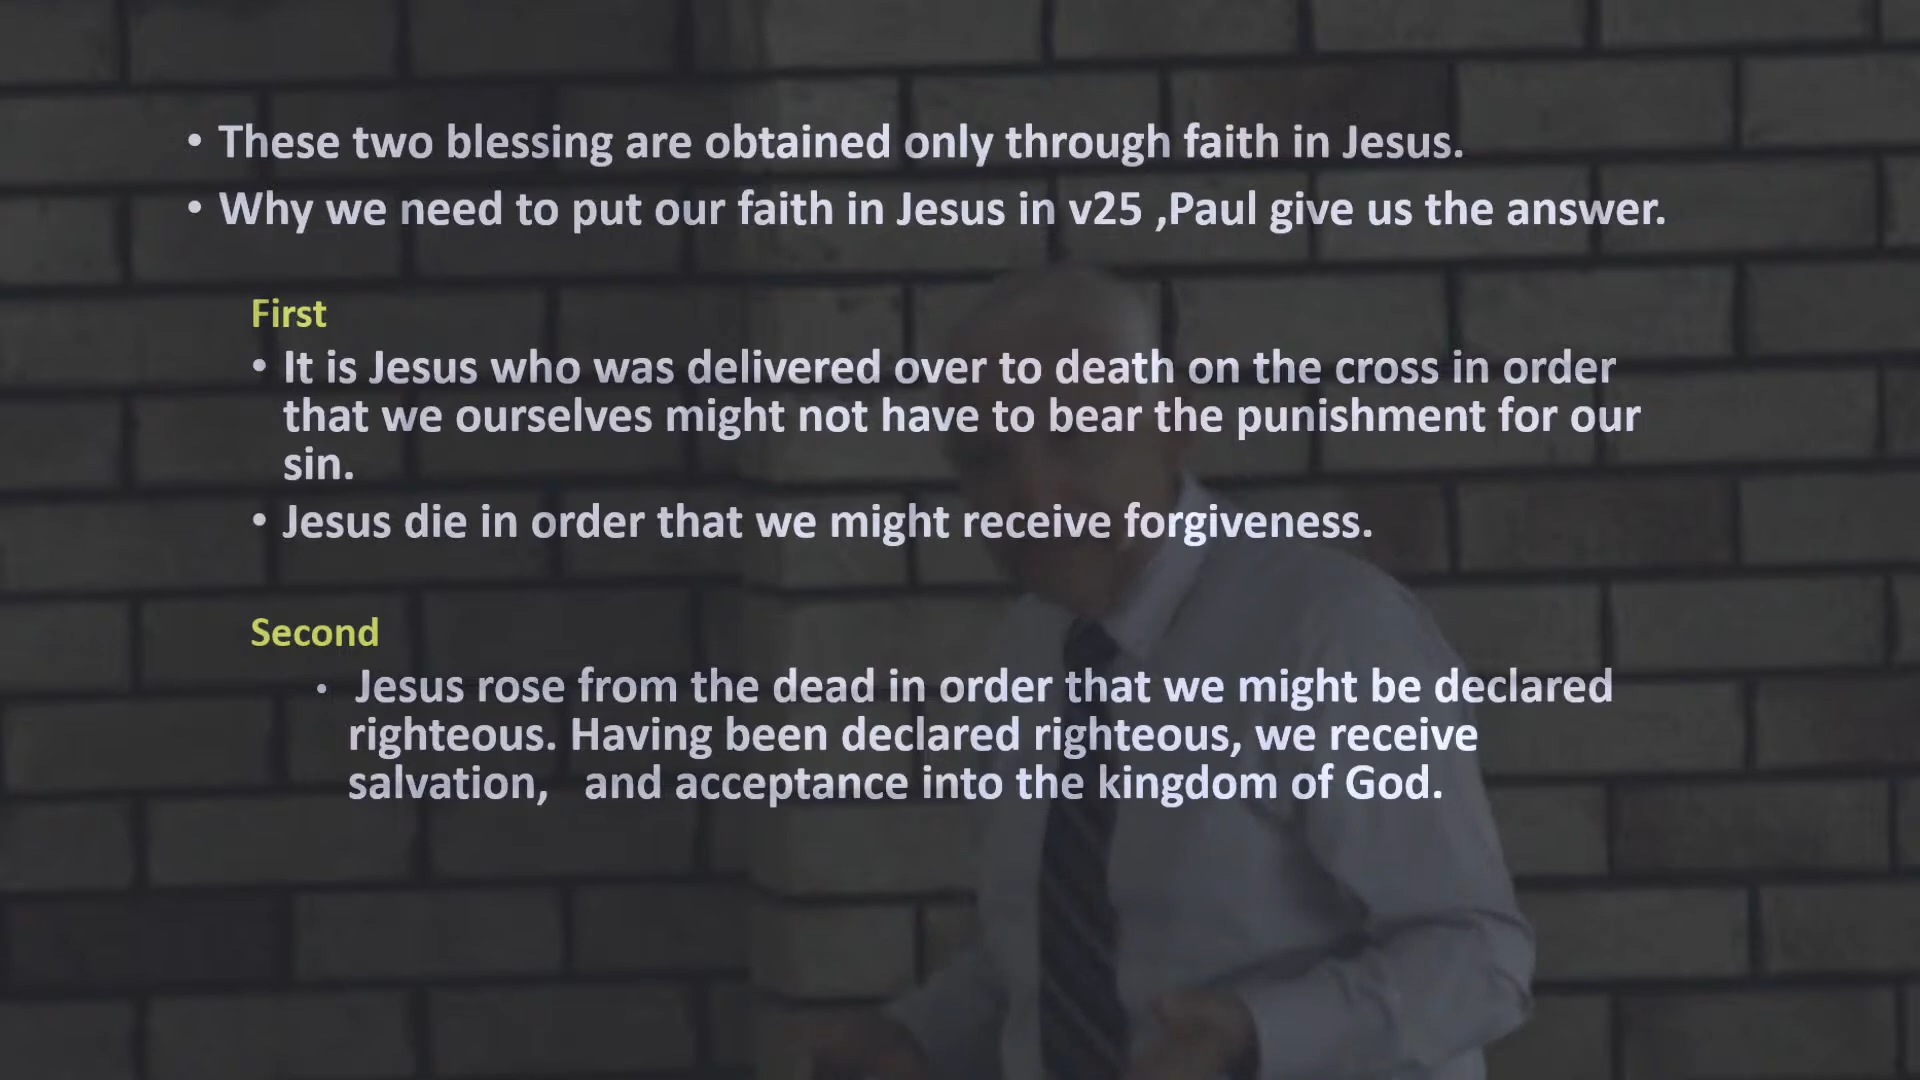 • These two blessing are obtained only through faith in Jesus.
• Why we need to put our faith in Jesus in v25 ,Paul give us the answer.
First
• It is Jesus who was delivered over to death on the cross in order
that we ourselves might not have to bear the punishment for our
sin.
• Jesus die in order that we might receive forgiveness.
Second
• Jesus rose from the dead in order that we might be declared
righteous. Having been declared righteous, we receive
salvation, and acceptance into the kingdom of God.